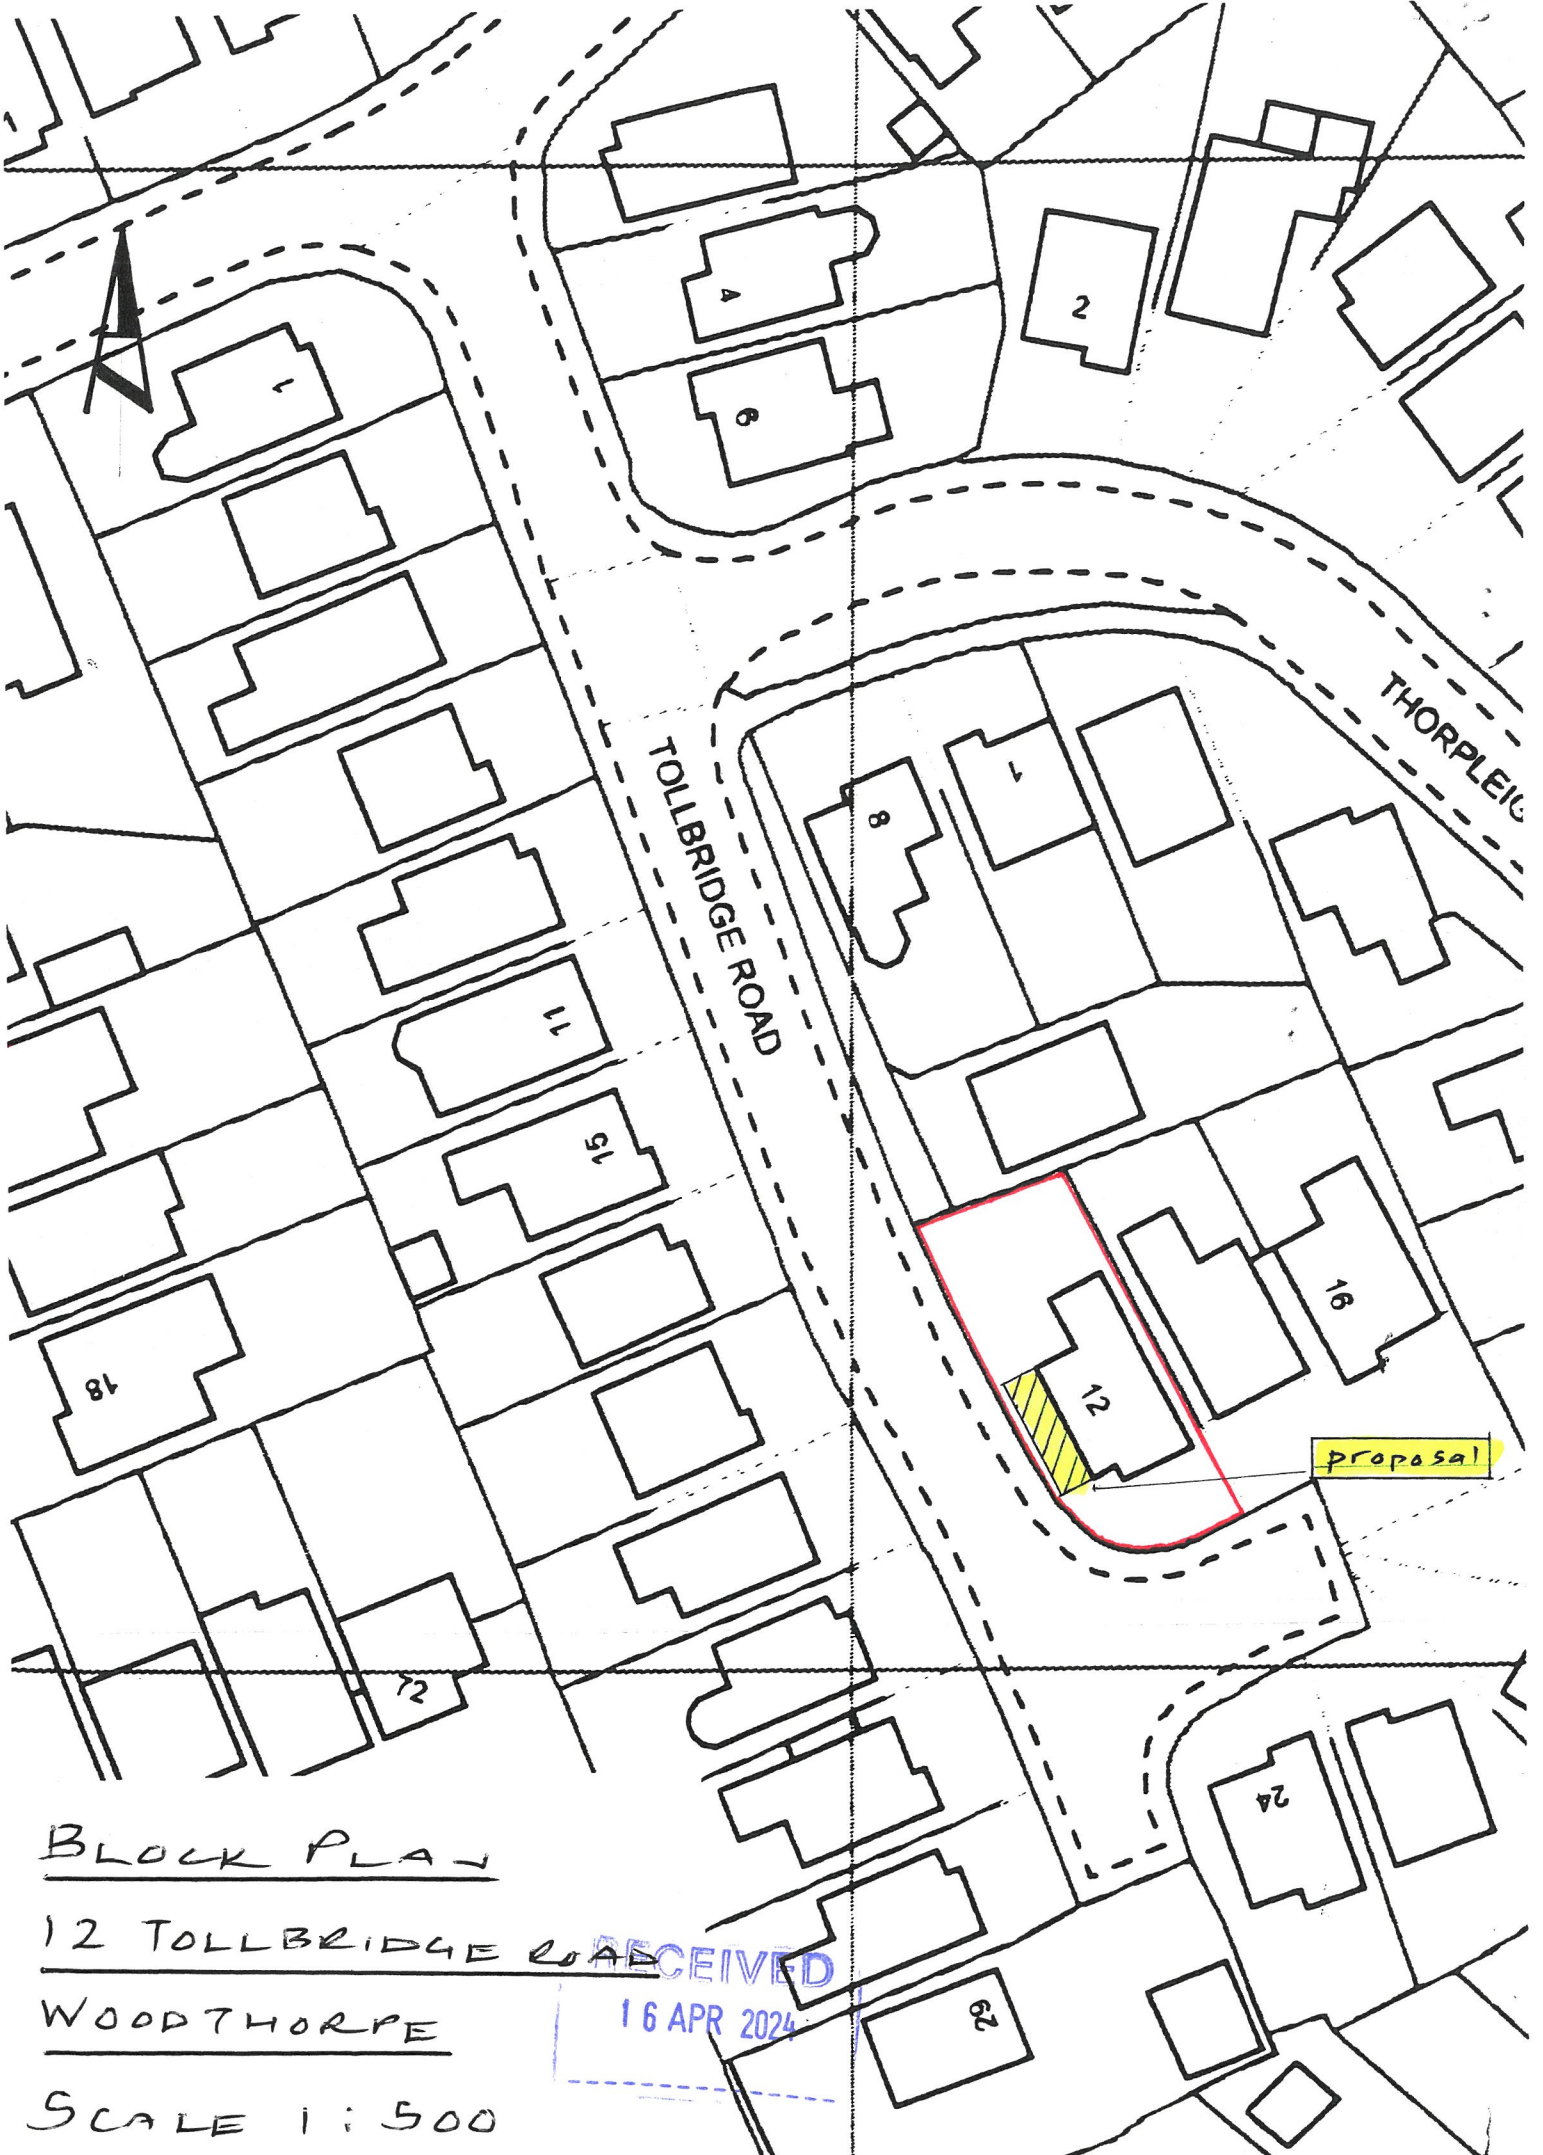 4
2
1
6
THORPLEIG
TOLLBRIDGE ROAD
8
1
11
15
16
12
18
proposal
72
24
29
BLOCK PLAN
12 TOLLBRIDGE ROAD
WOODTHORPE
SCALE 1:500
RECEIVED
16 APR 2024